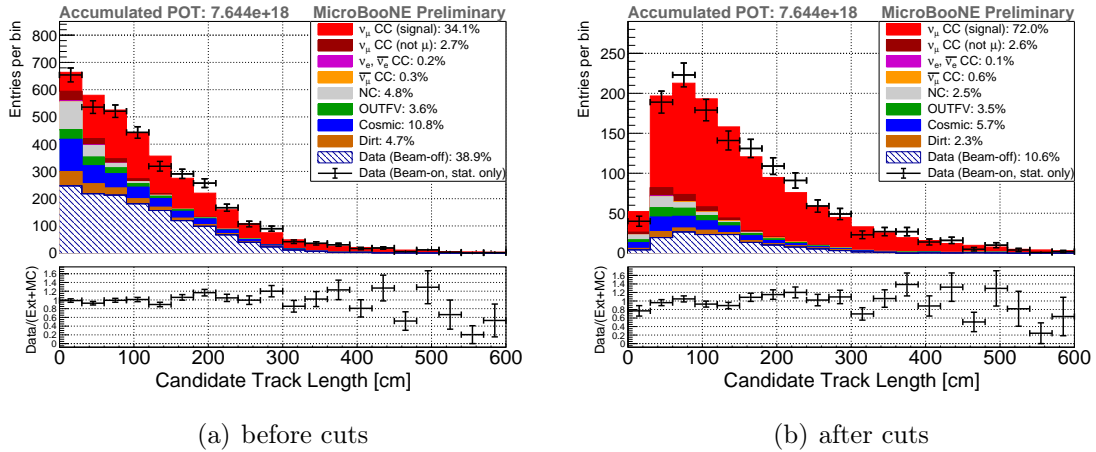 Accumulated POT: 7.644e+18 MicroBooNE Preliminary
Entries per bin
800
700
600
500
400
300
200
100
0
ν_μ CC (signal): 34.1%
ν_μ CC (not μ): 2.7%
ν_e, ν̅_e CC: 0.2%
ν̅_μ CC: 0.3%
NC: 4.8%
OUTFV: 3.6%
Cosmic: 10.8%
Dirt: 4.7%
Data (Beam-off): 38.9%
Data (Beam-on, stat. only)
Data/(Ext+MC)
1.6
1.4
1.2
1
0.8
0.6
0.4
0.2
0
0 100 200 300 400 500 600
Candidate Track Length [cm]
(a) before cuts
Accumulated POT: 7.644e+18 MicroBooNE Preliminary
Entries per bin
250
200
150
100
50
0
ν_μ CC (signal): 72.0%
ν_μ CC (not μ): 2.6%
ν_e, ν̅_e CC: 0.1%
ν̅_μ CC: 0.6%
NC: 2.5%
OUTFV: 3.5%
Cosmic: 5.7%
Dirt: 2.3%
Data (Beam-off): 10.6%
Data (Beam-on, stat. only)
Data/(Ext+MC)
1.6
1.4
1.2
1
0.8
0.6
0.4
0.2
0
0 100 200 300 400 500 600
Candidate Track Length [cm]
(b) after cuts